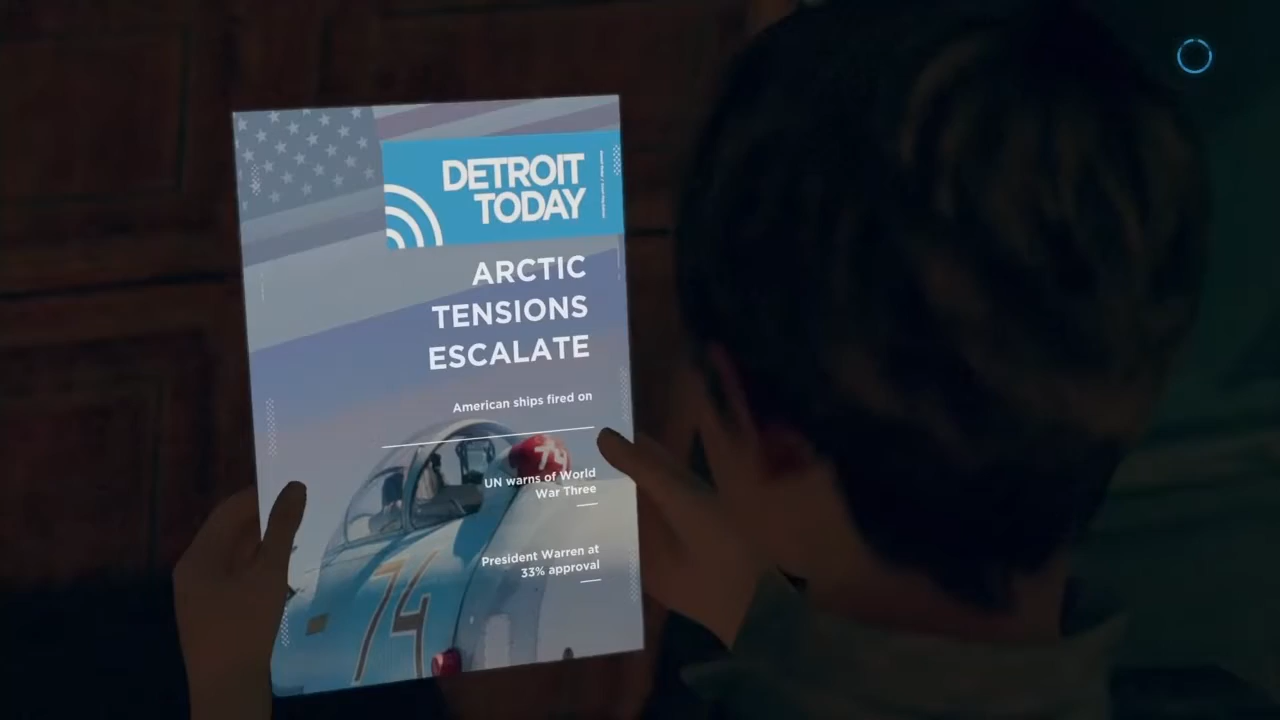 DETROIT
TODAY
ARCTIC
TENSIONS
ESCALATE
American ships fired on
74
UN warns of World
War Three
President Warren at
33% approval
74